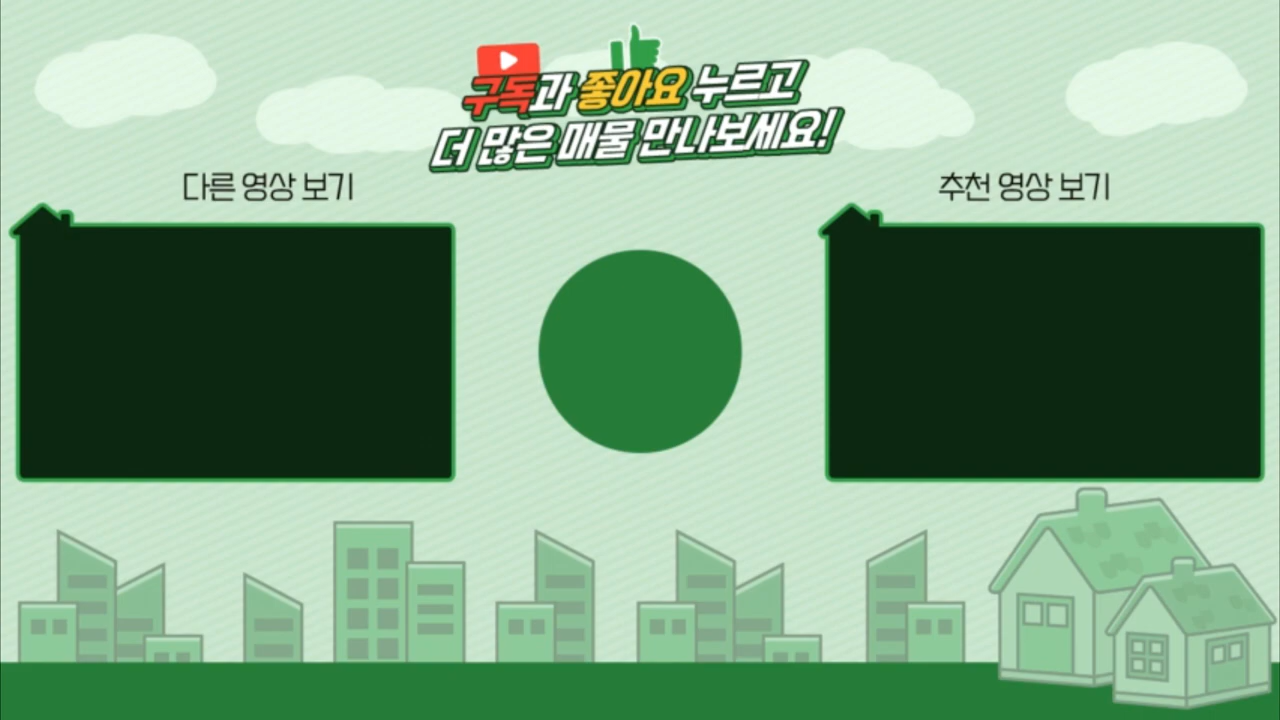 구독과 좋아요 누르고
더 많은 매물 만나보세요!
다른 영상 보기
추천 영상 보기